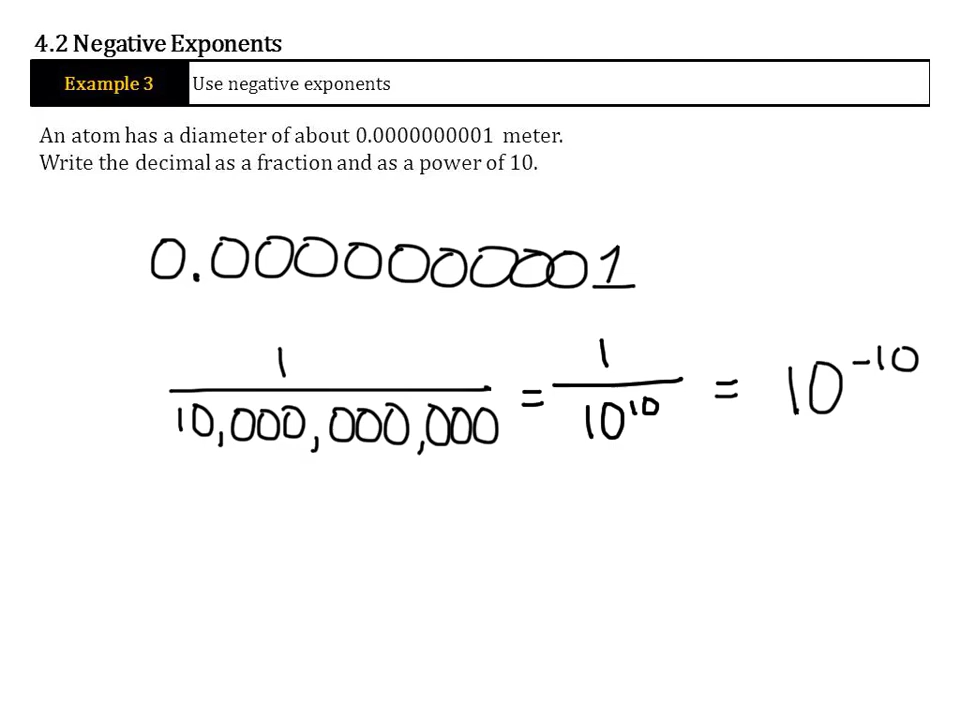 4.2 Negative Exponents
Example 3 Use negative exponents
An atom has a diameter of about 0.0000000001 meter.
Write the decimal as a fraction and as a power of 10.
0.0000000001
1/10,000,000,000 = 1/10¹⁰ = 10⁻¹⁰